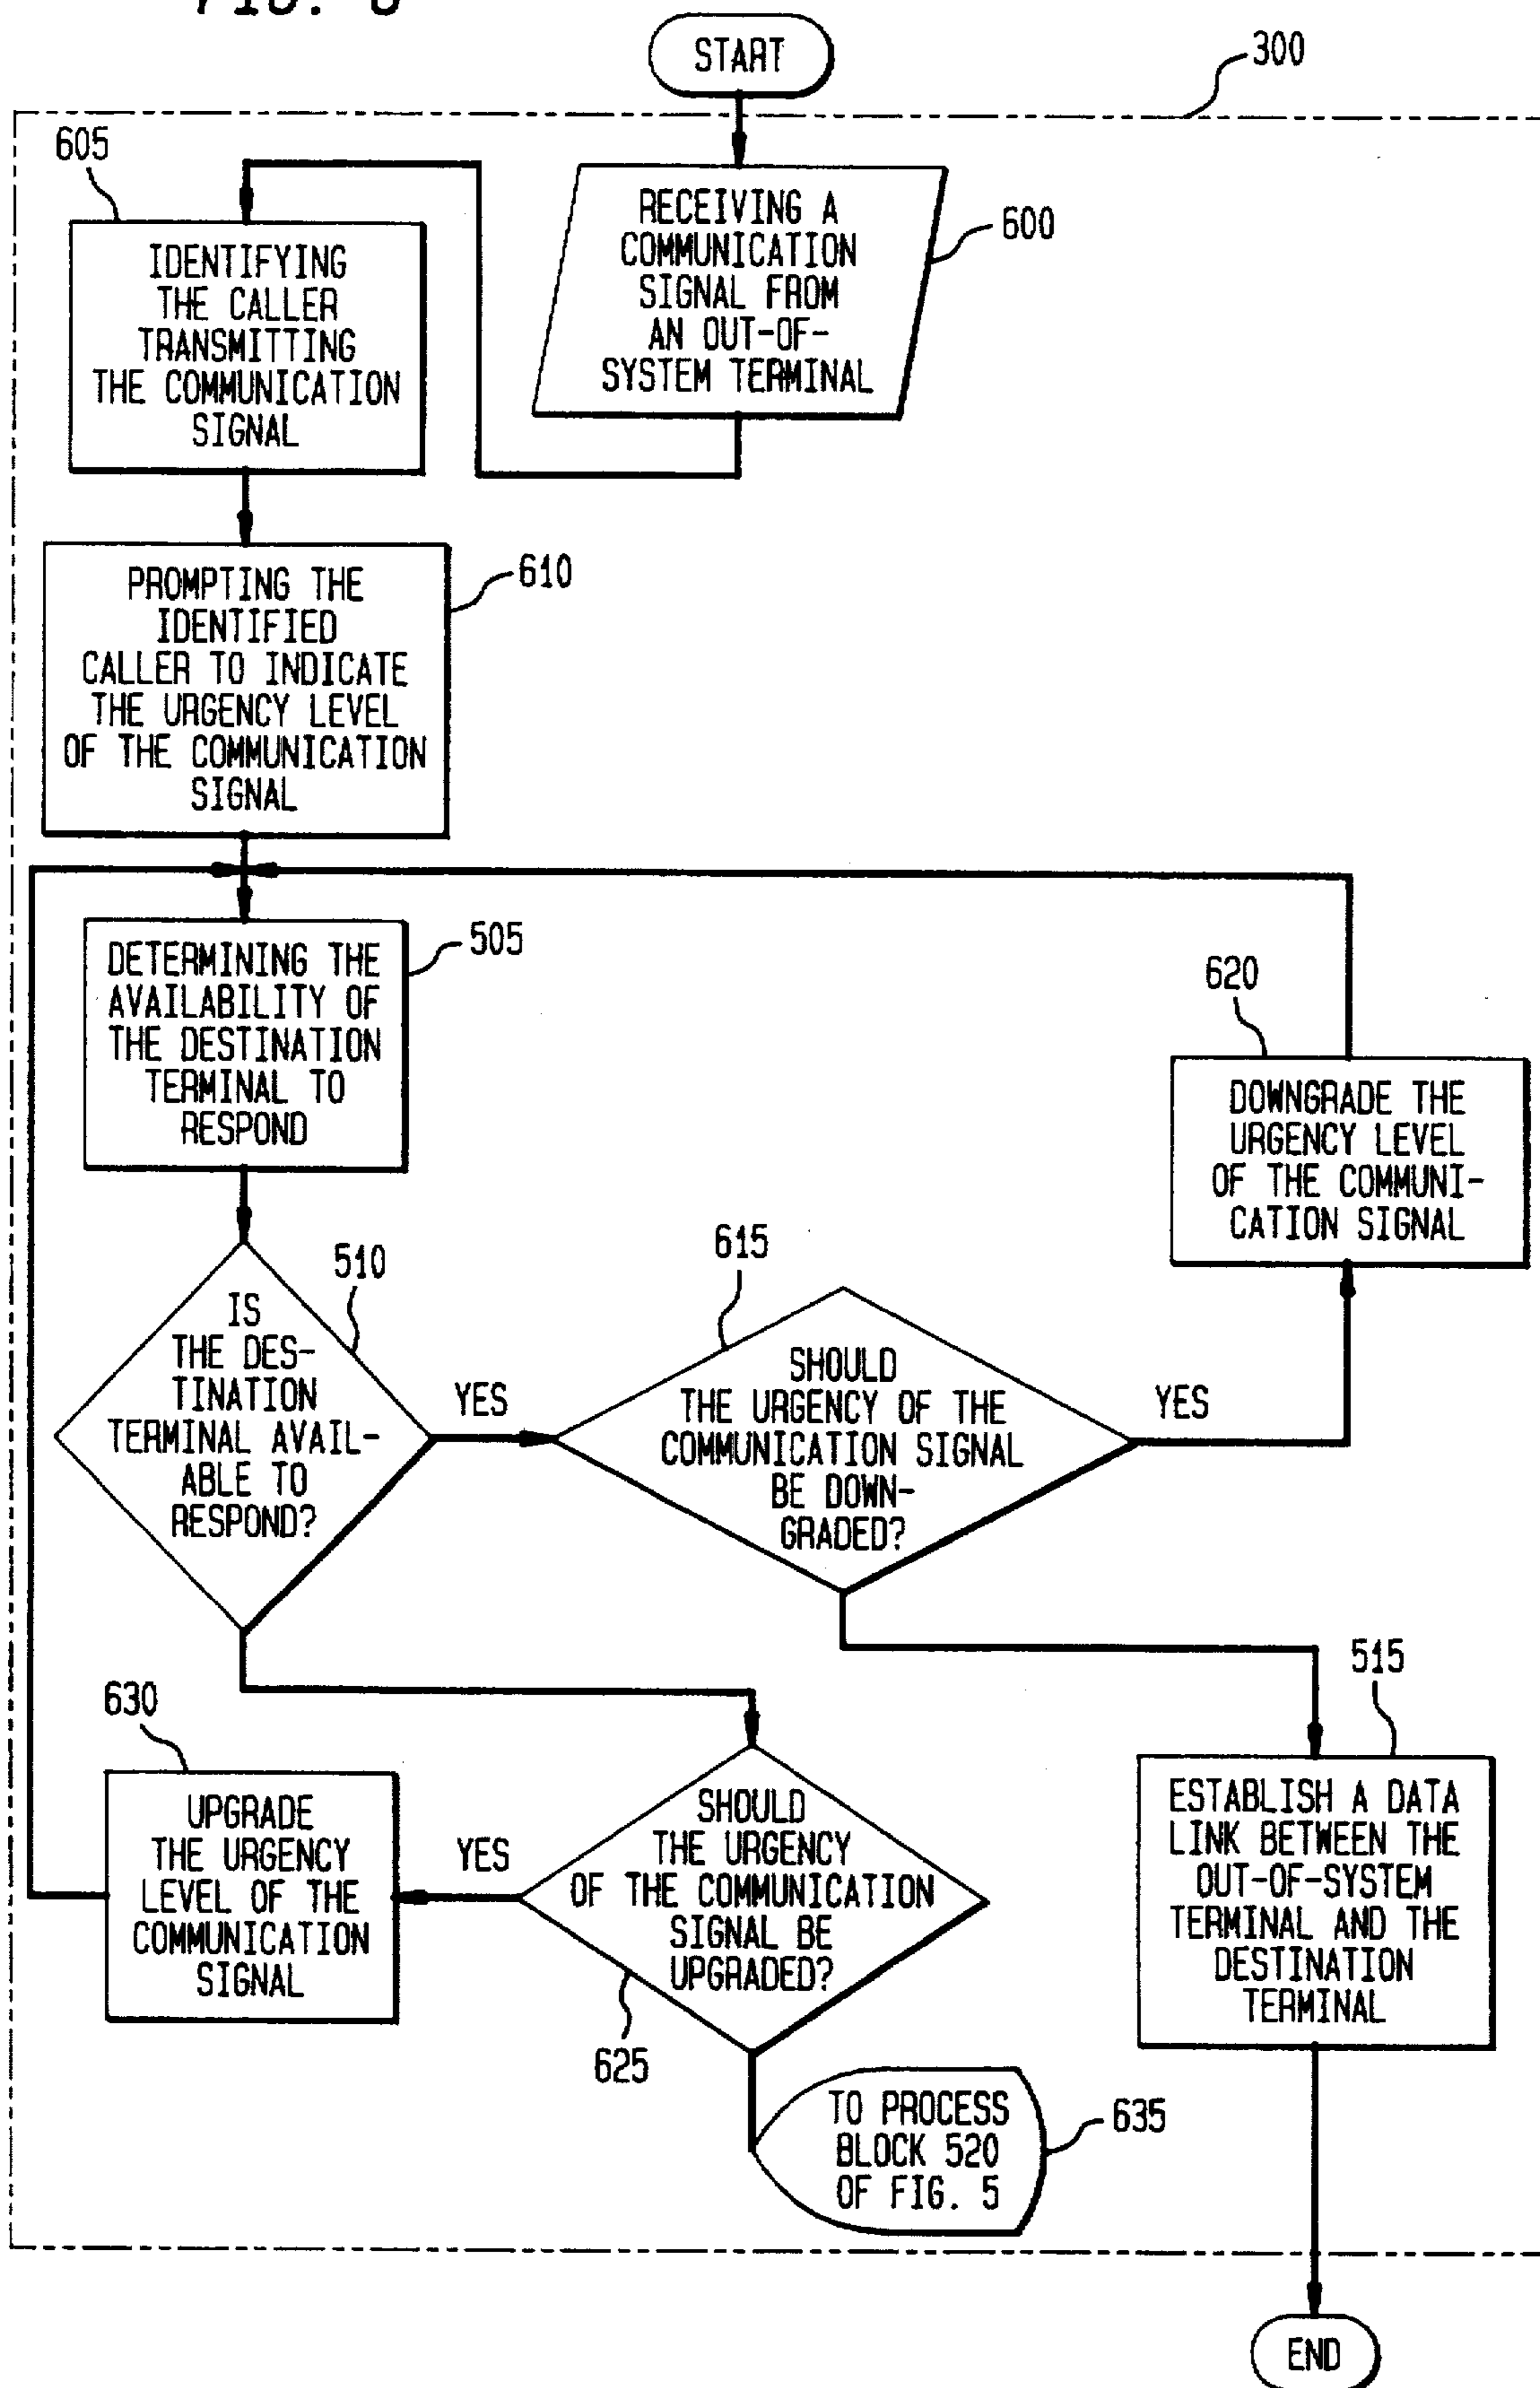 START
300
605
RECEIVING A
COMMUNICATION
SIGNAL FROM
AN OUT-OF-
SYSTEM TERMINAL
600
IDENTIFYING
THE CALLER
TRANSMITTING
THE COMMUNICATION
SIGNAL
PROMPTING THE
IDENTIFIED
CALLER TO INDICATE
THE URGENCY LEVEL
OF THE COMMUNICATION
SIGNAL
610
DETERMINING THE
AVAILABILITY OF
THE DESTINATION
TERMINAL TO
RESPOND
505
620
DOWNGRADE THE
URGENCY LEVEL
OF THE COMMUNI-
CATION SIGNAL
IS
THE DES-
TINATION
TERMINAL AVAIL-
ABLE TO
RESPOND?
510
YES
615
SHOULD
THE URGENCY OF THE
COMMUNICATION SIGNAL
BE DOWN-
GRADED?
YES
630
UPGRADE
THE URGENCY
LEVEL OF THE
COMMUNICATION
SIGNAL
YES
SHOULD
THE URGENCY
OF THE COMMUNICATION
SIGNAL BE
UPGRADED?
625
515
ESTABLISH A DATA
LINK BETWEEN THE
OUT-OF-SYSTEM
TERMINAL AND THE
DESTINATION
TERMINAL
TO PROCESS
BLOCK 520
OF FIG. 5
635
END